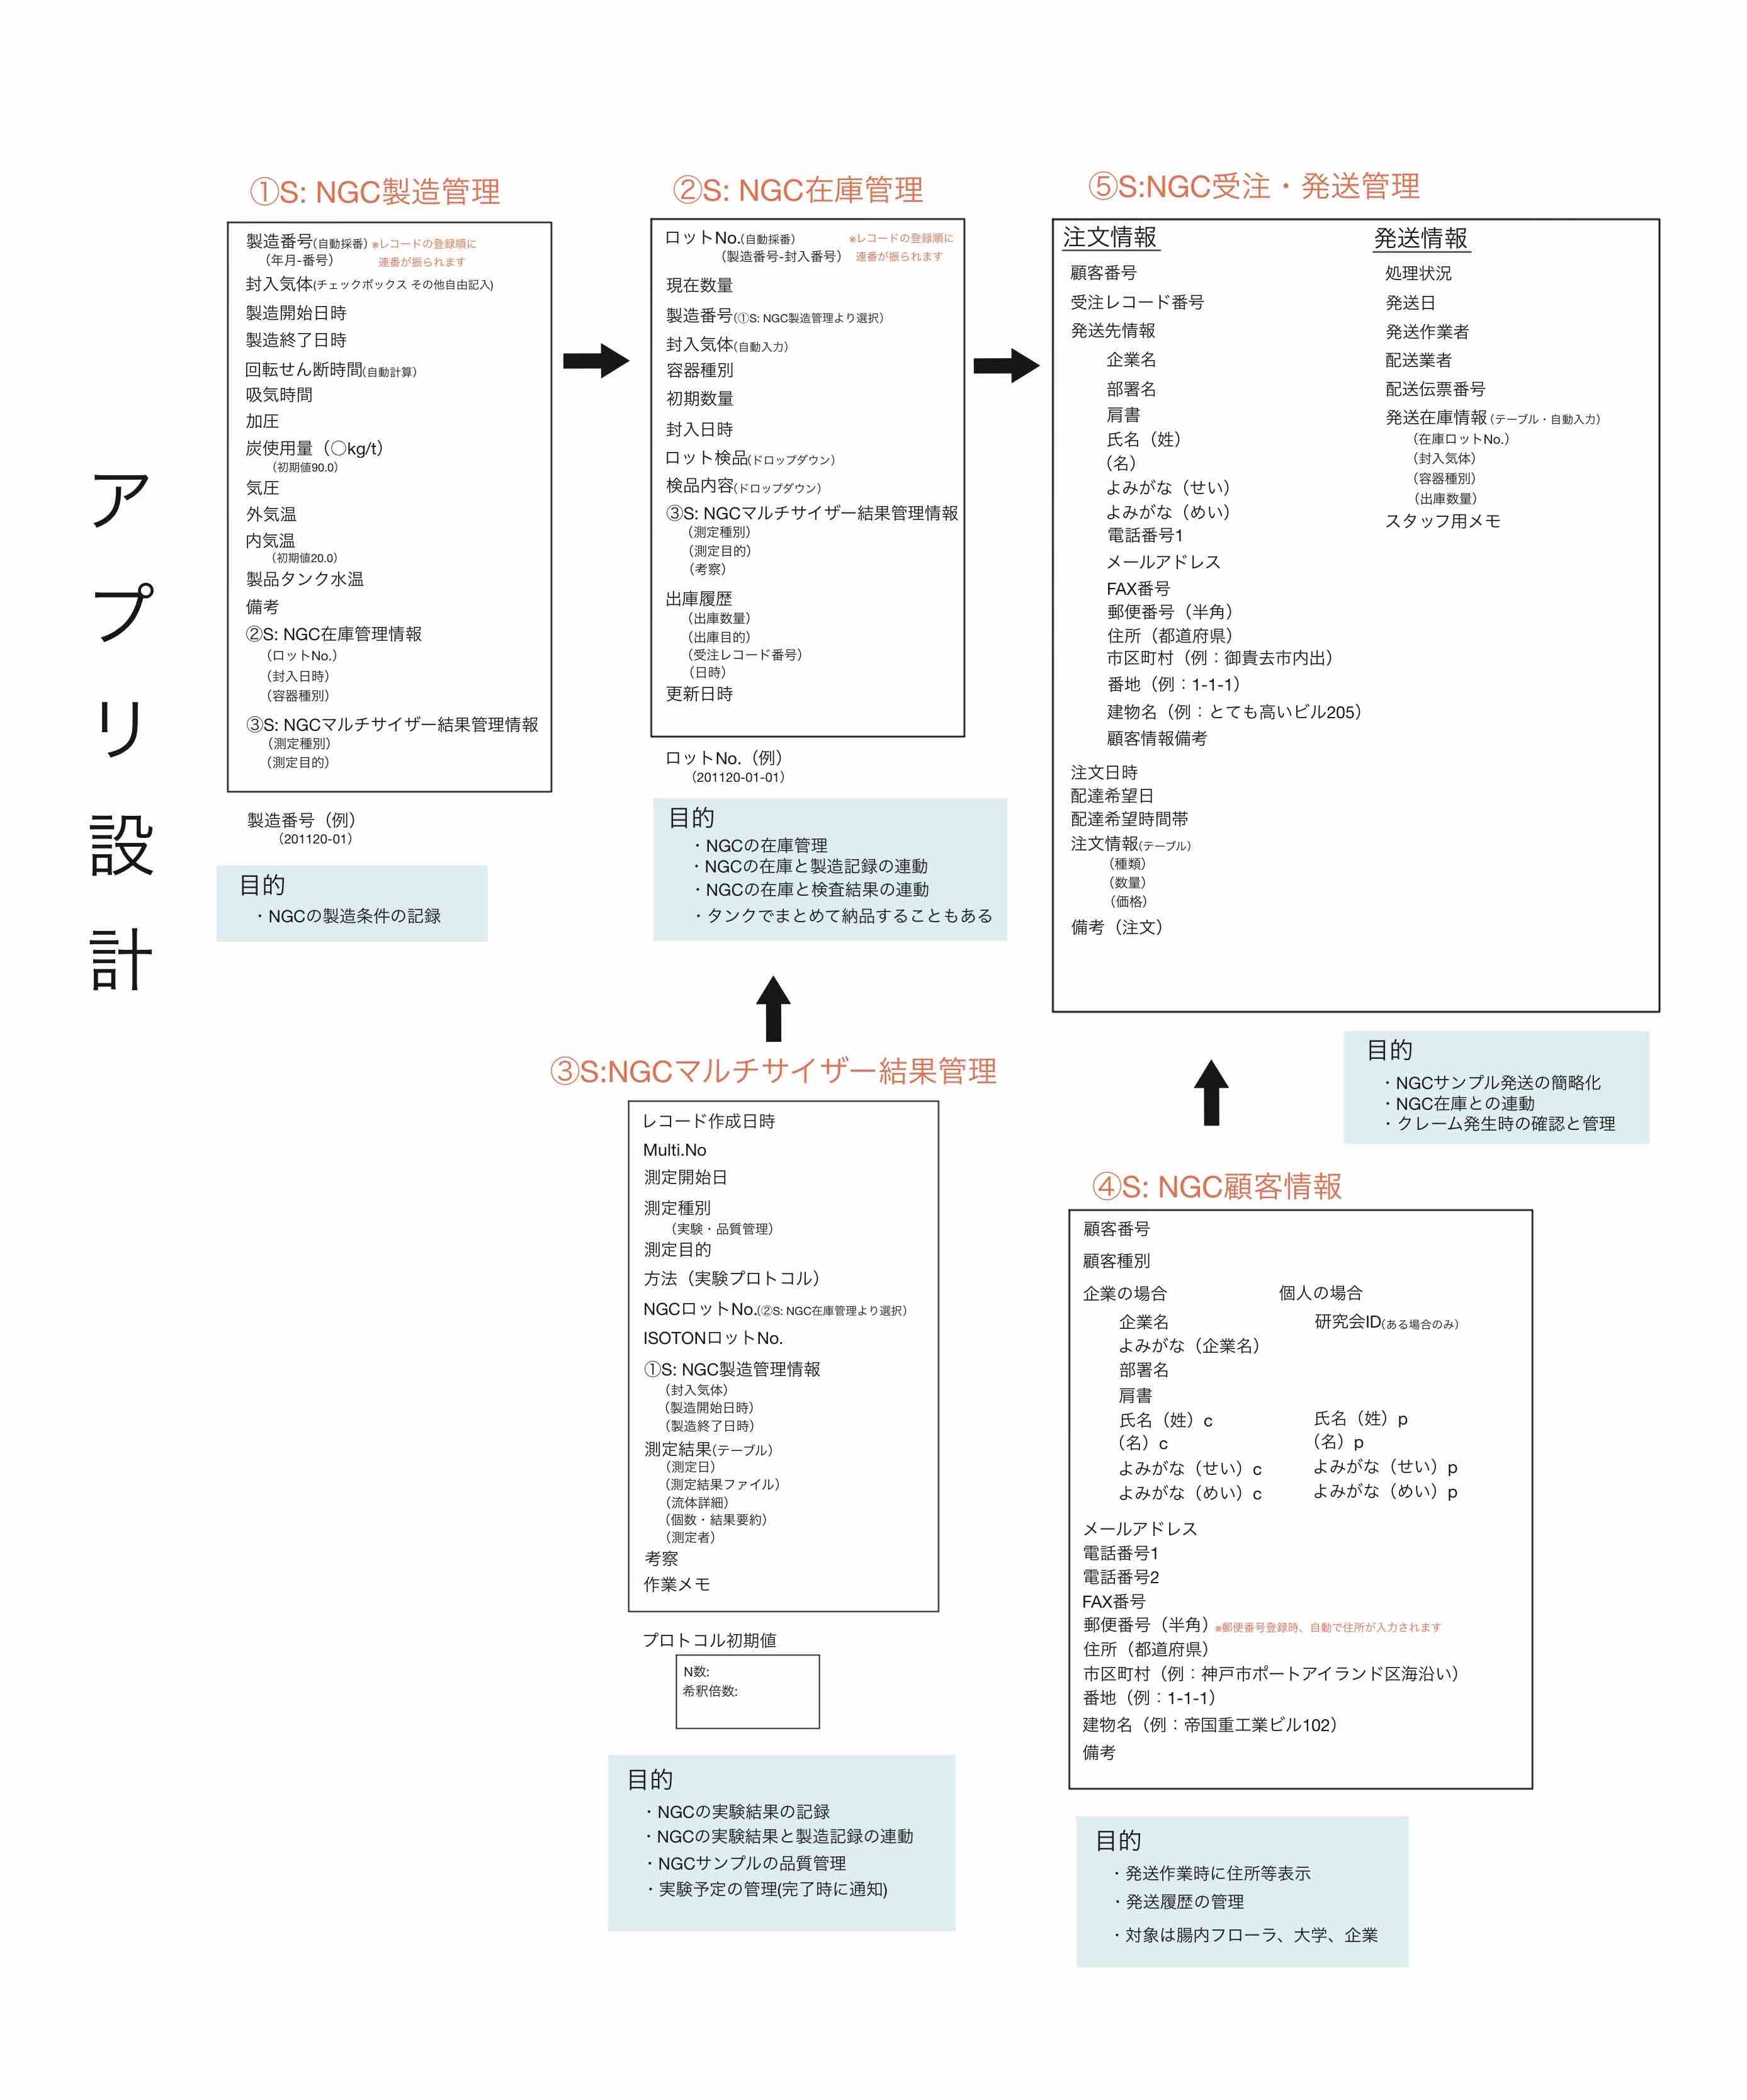 アプリ設計
①S: NGC製造管理
製造番号(自動採番) ※レコードの登録順に
(年月-番号) 連番が振られます
封入気体(チェックボックス その他自由記入)
製造開始日時
製造終了日時
回転せん断時間(自動計算)
吸気時間
加圧
炭使用量（○kg/t）
(初期値90.0)
気圧
外気温
内気温
(初期値20.0)
製品タンク水温
備考
②S: NGC在庫管理情報
（ロットNo.）
（封入日時）
（容器種別）
③S: NGCマルチサイザー結果管理情報
（測定種別）
（測定目的）
製造番号（例）
（201120-01）
目的
・NGCの製造条件の記録
②S: NGC在庫管理
ロットNo.(自動採番) ※レコードの登録順に
（製造番号-封入番号） 連番が振られます
現在数量
製造番号(①S: NGC製造管理より選択)
封入気体(自動入力)
容器種別
初期数量
封入日時
ロット検品(ドロップダウン)
検品内容(ドロップダウン)
③S: NGCマルチサイザー結果管理情報
（測定種別）
（測定目的）
（考察）
出庫履歴
（出庫数量）
（出庫目的）
（受注レコード番号）
（日時）
更新日時
ロットNo.（例）
（201120-01-01）
目的
・NGCの在庫管理
・NGCの在庫と製造記録の連動
・NGCの在庫と検査結果の連動
・タンクでまとめて納品することもある
③S:NGCマルチサイザー結果管理
レコード作成日時
Multi.No
測定開始日
測定種別
（実験・品質管理）
測定目的
方法（実験プロトコル）
NGCロットNo.(②S: NGC在庫管理より選択)
ISOTONロットNo.
①S: NGC製造管理情報
（封入気体）
（製造開始日時）
（製造終了日時）
測定結果(テーブル)
（測定日）
（測定結果ファイル）
（流体詳細）
（個数・結果要約）
（測定者）
考察
作業メモ
プロトコル初期値
N数:
希釈倍数:
目的
・NGCの実験結果の記録
・NGCの実験結果と製造記録の連動
・NGCサンプルの品質管理
・実験予定の管理(完了時に通知)
⑤S:NGC受注・発送管理
注文情報
顧客番号
受注レコード番号
発送先情報
企業名
部署名
肩書
氏名（姓）
（名）
よみがな（せい）
よみがな（めい）
電話番号1
メールアドレス
FAX番号
郵便番号（半角）
住所（都道府県）
市区町村（例：御貴去市内出）
番地（例：1-1-1）
建物名（例：とても高いビル205）
顧客情報備考
注文日時
配達希望日
配達希望時間帯
注文情報(テーブル)
（種類）
（数量）
（価格）
備考（注文）
発送情報
処理状況
発送日
発送作業者
配送業者
配送伝票番号
発送在庫情報(テーブル・自動入力)
（在庫ロットNo.）
（封入気体）
（容器種別）
（出庫数量）
スタッフ用メモ
目的
・NGCサンプル発送の簡略化
・NGC在庫との連動
・クレーム発生時の確認と管理
④S: NGC顧客情報
顧客番号
顧客種別
企業の場合
企業名
よみがな（企業名）
部署名
肩書
氏名（姓）c
（名）c
よみがな（せい）c
よみがな（めい）c
個人の場合
研究会ID(ある場合のみ)
氏名（姓）p
（名）p
よみがな（せい）p
よみがな（めい）p
メールアドレス
電話番号1
電話番号2
FAX番号
郵便番号（半角）※郵便番号登録時、自動で住所が入力されます
住所（都道府県）
市区町村（例：神戸市ポートアイランド区海沿い）
番地（例：1-1-1）
建物名（例：帝国重工業ビル102）
備考
目的
・発送作業時に住所等表示
・発送履歴の管理
・対象は腸内フローラ、大学、企業